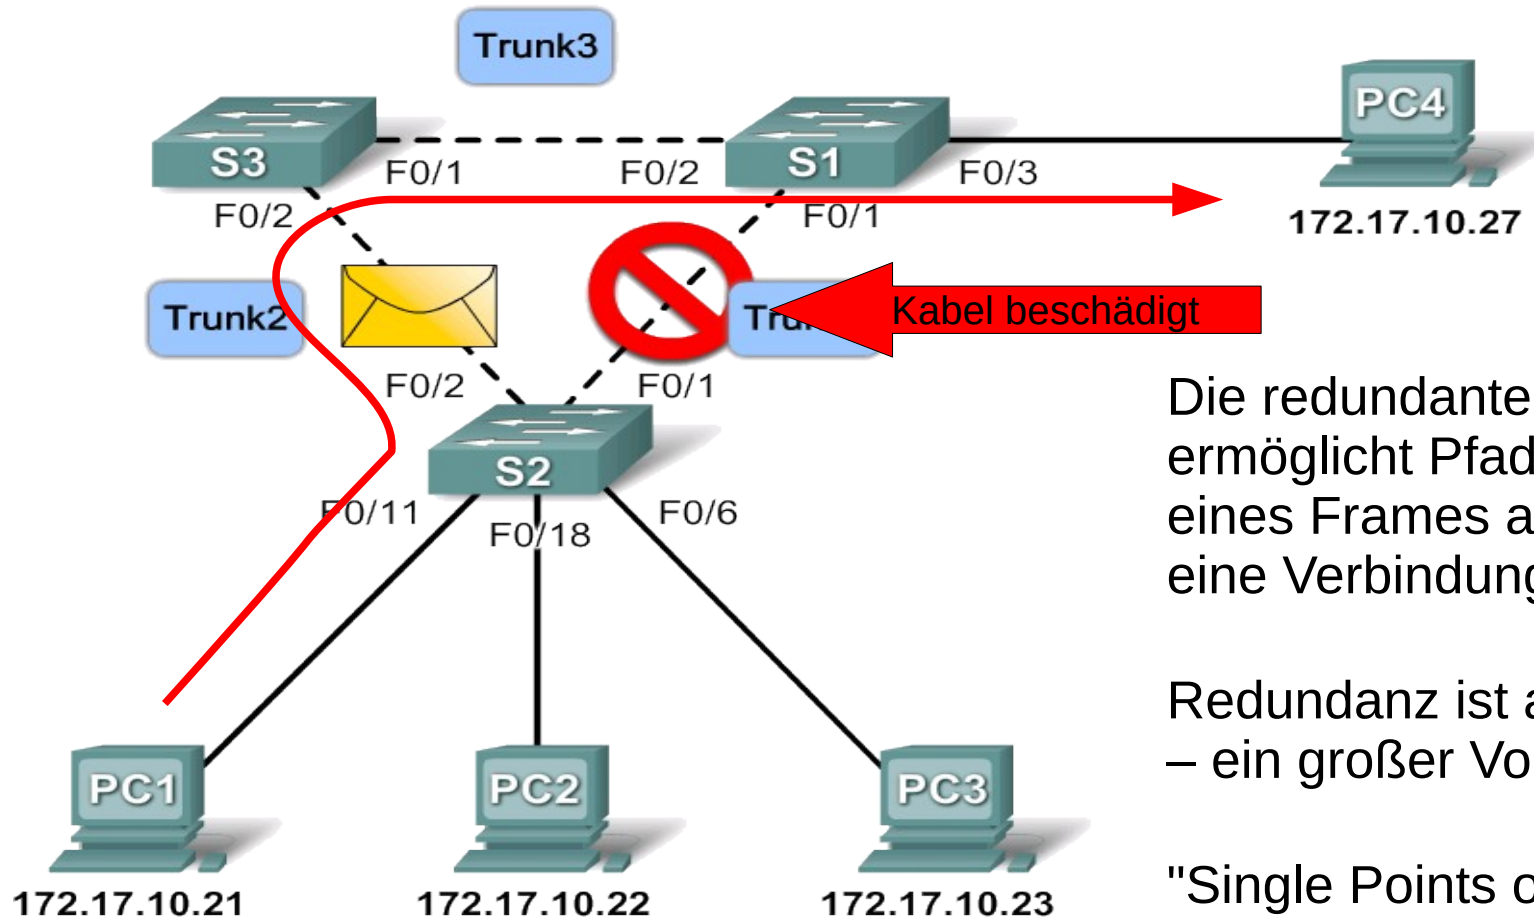 Trunk3
PC4
S3
S1
F0/1
F0/2
F0/3
F0/2
F0/1
172.17.10.27
Trunk2
Kabel beschädigt
F0/2
F0/1
S2
F0/11
F0/18
F0/6
Die redundante
ermöglicht Pfad
eines Frames
eine Verbindung
Redundanz ist
– ein großer
"Single Points
PC1
PC2
PC3
172.17.10.21
172.17.10.22
172.17.10.23